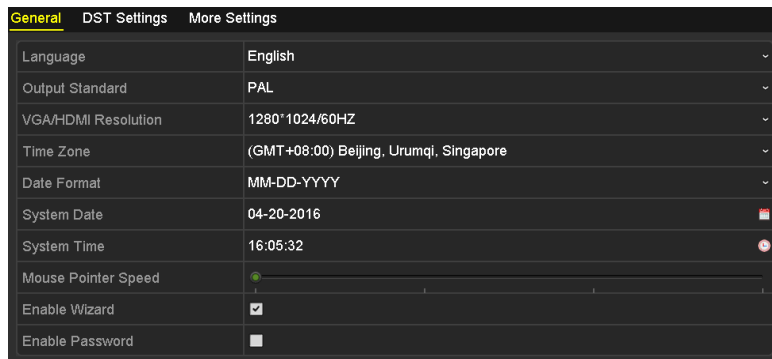 General DST Settings More Settings
Language English
Output Standard PAL
VGA/HDMI Resolution 1280*1024/60HZ
Time Zone (GMT+08:00) Beijing, Urumqi, Singapore
Date Format MM-DD-YYYY
System Date 04-20-2016
System Time 16:05:32
Mouse Pointer Speed
Enable Wizard
Enable Password